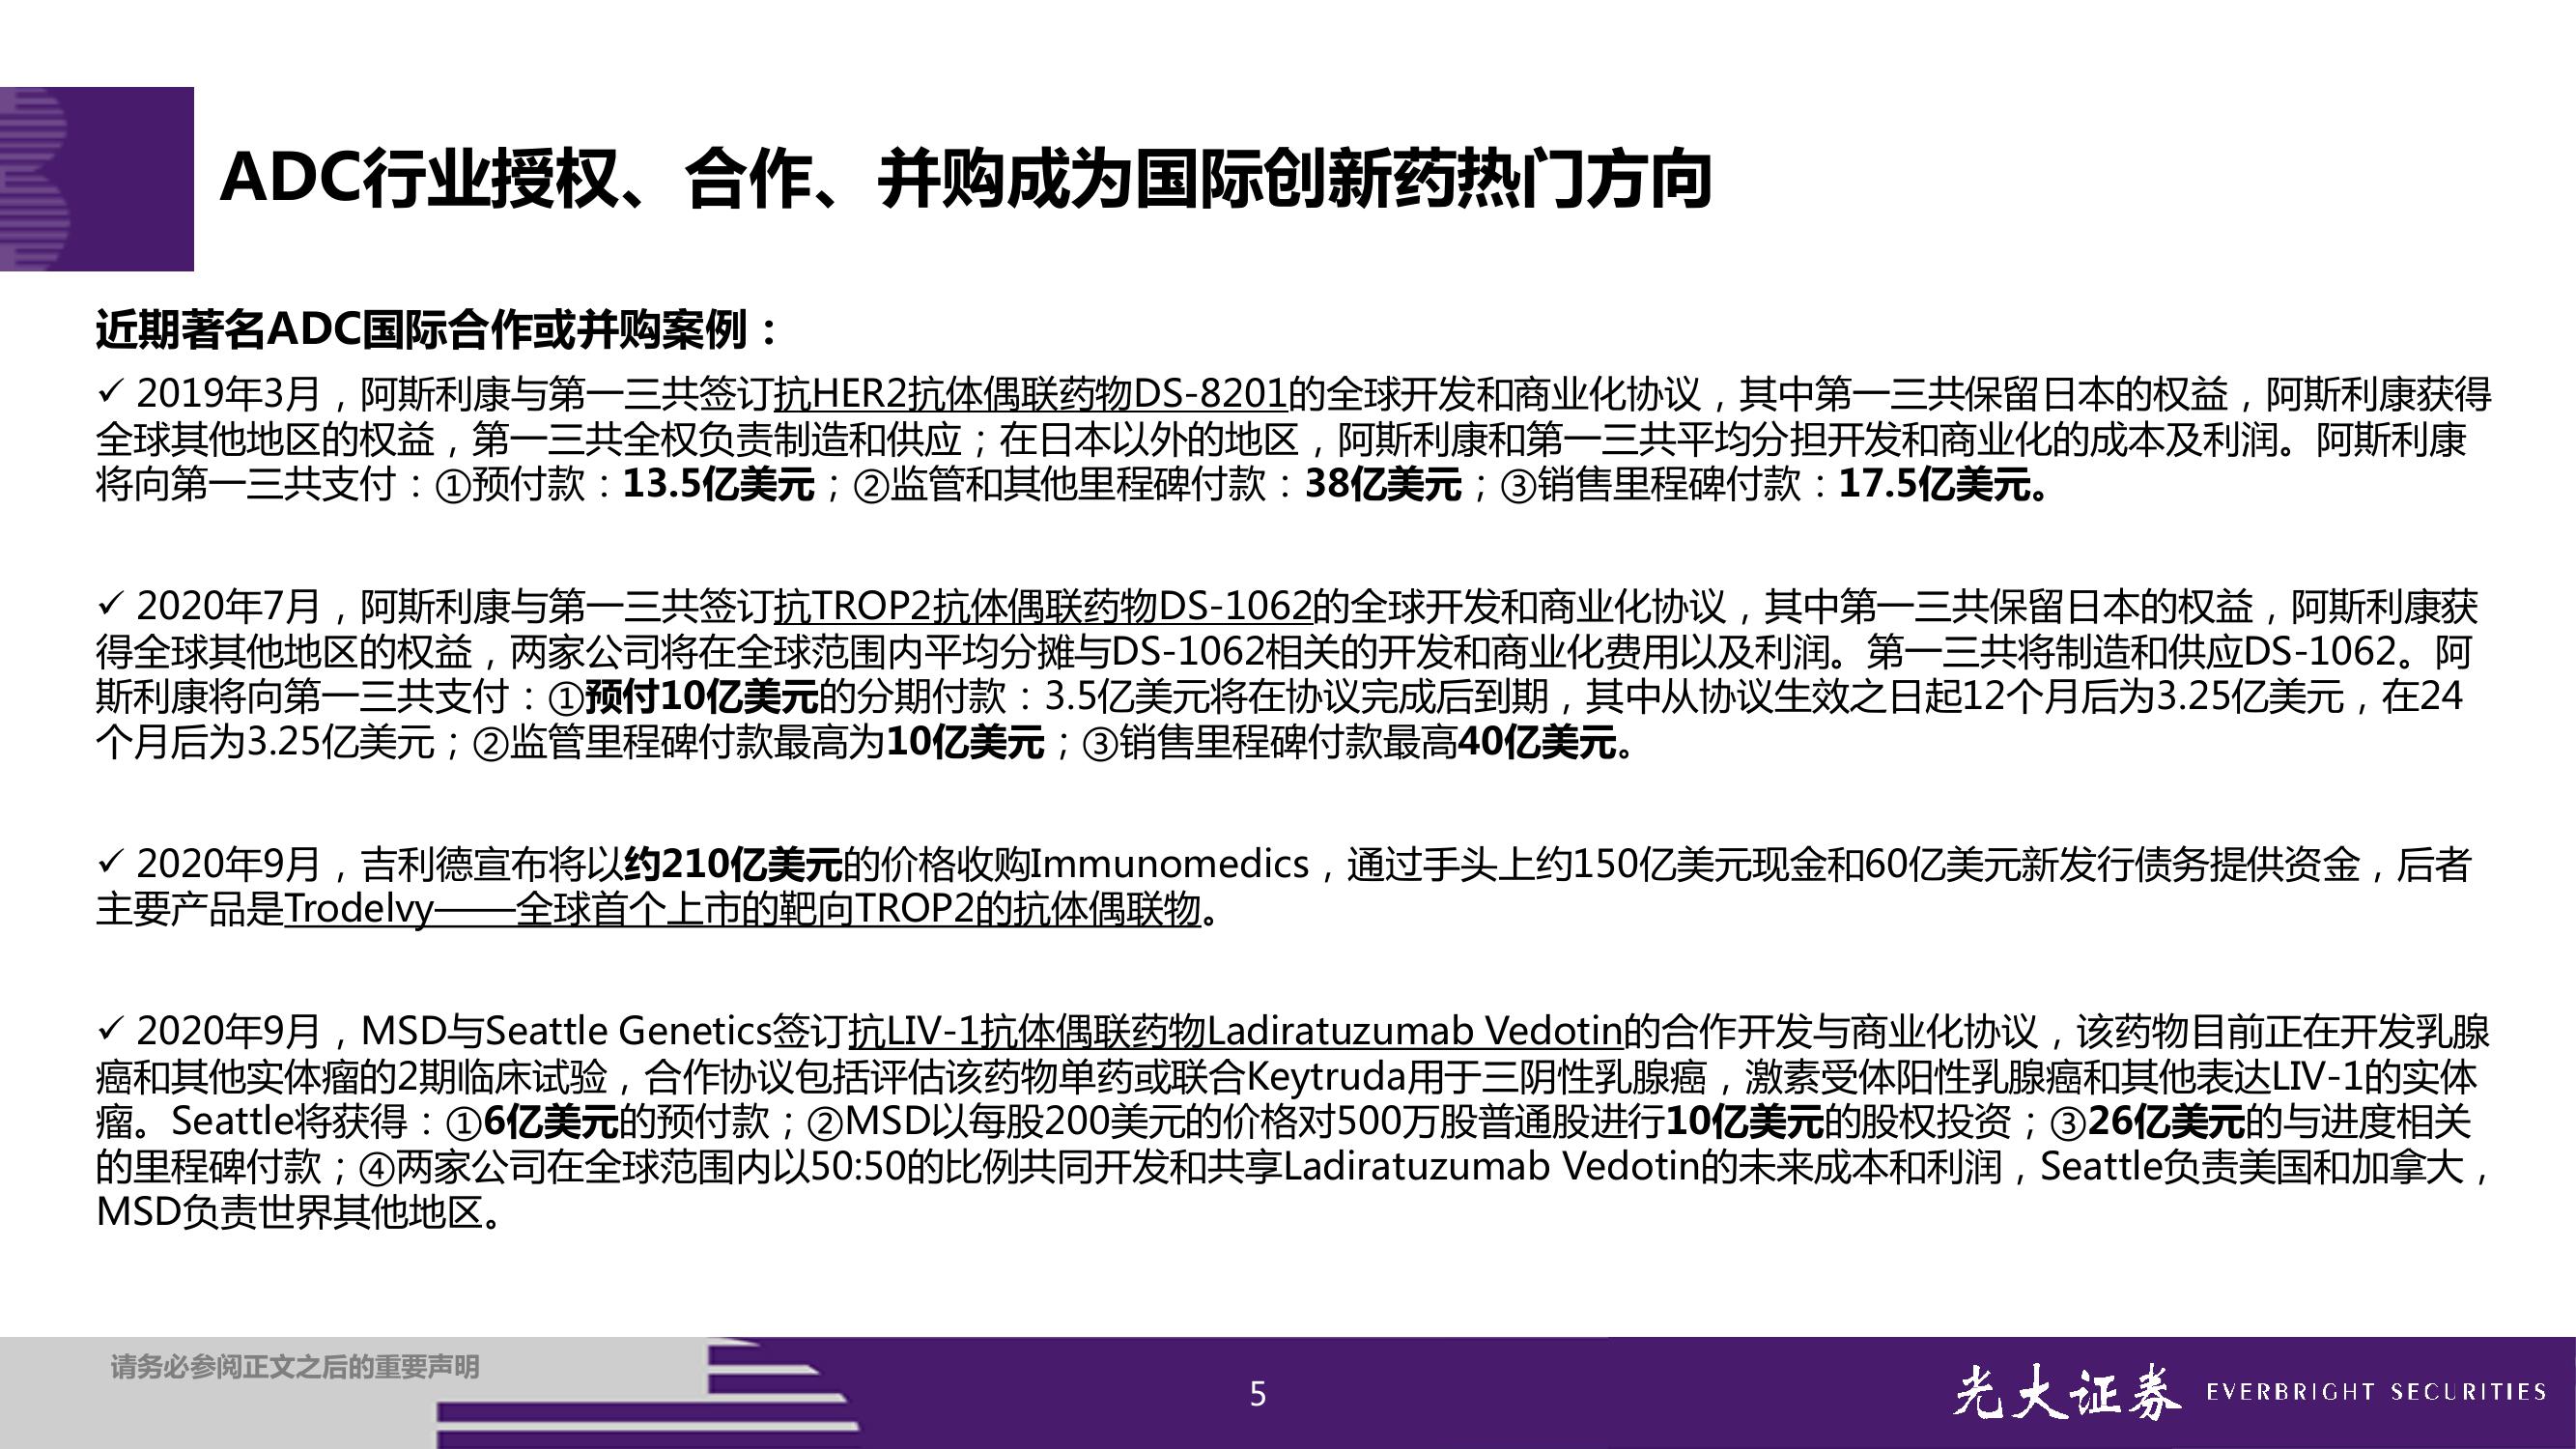 ADC行业授权、合作、并购成为国际创新药热门方向
近期著名ADC国际合作或并购案例：
✓ 2019年3月，阿斯利康与第一三共签订抗HER2抗体偶联药物DS-8201的全球开发和商业化协议，其中第一三共保留日本的权益，阿斯利康获得
全球其他地区的权益，第一三共全权负责制造和供应；在日本以外的地区，阿斯利康和第一三共平均分担开发和商业化的成本及利润。阿斯利康
将向第一三共支付：①预付款：13.5亿美元；②监管和其他里程碑付款：38亿美元；③销售里程碑付款：17.5亿美元。
✓ 2020年7月，阿斯利康与第一三共签订抗TROP2抗体偶联药物DS-1062的全球开发和商业化协议，其中第一三共保留日本的权益，阿斯利康获
得全球其他地区的权益，两家公司将在全球范围内平均分摊与DS-1062相关的开发和商业化费用以及利润。第一三共将制造和供应DS-1062。阿
斯利康将向第一三共支付：①预付10亿美元的分期付款：3.5亿美元将在协议完成后到期，其中从协议生效之日起12个月后为3.25亿美元，在24
个月后为3.25亿美元；②监管里程碑付款最高为10亿美元；③销售里程碑付款最高40亿美元。
✓ 2020年9月，吉利德宣布将以约210亿美元的价格收购Immunomedics，通过手头上约150亿美元现金和60亿美元新发行债务提供资金，后者
主要产品是Trodelvy——全球首个上市的靶向TROP2的抗体偶联物。
✓ 2020年9月，MSD与Seattle Genetics签订抗LIV-1抗体偶联药物Ladiratuzumab Vedotin的合作开发与商业化协议，该药物目前正在开发乳腺
癌和其他实体瘤的2期临床试验，合作协议包括评估该药物单药或联合Keytruda用于三阴性乳腺癌，激素受体阳性乳腺癌和其他表达LIV-1的实体
瘤。Seattle将获得：①6亿美元的预付款；②MSD以每股200美元的价格对500万股普通股进行10亿美元的股权投资；③26亿美元的与进度相关
的里程碑付款；④两家公司在全球范围内以50:50的比例共同开发和共享Ladiratuzumab Vedotin的未来成本和利润，Seattle负责美国和加拿大，
MSD负责世界其他地区。
请务必参阅正文之后的重要声明
5
光大证券 EVERBRIGHT SECURITIES